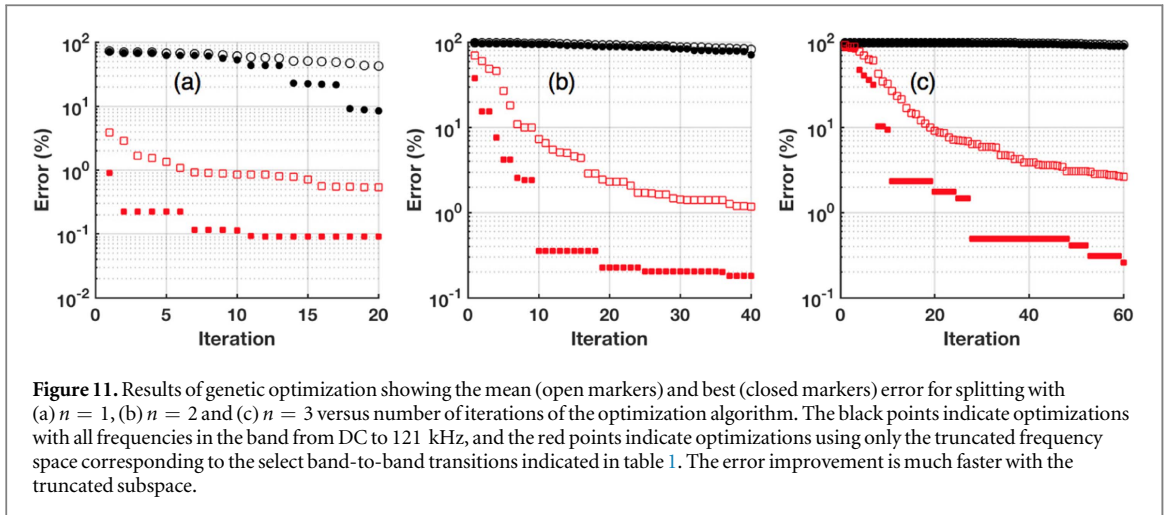 (a)
10²
10¹
10⁰
10⁻¹
10⁻²
Error (%)
0 5 10 15 20
Iteration
(b)
10²
10¹
10⁰
10⁻¹
Error (%)
0 10 20 30 40
Iteration
(c)
10²
10¹
10⁰
10⁻¹
Error (%)
0 20 40 60
Iteration
Figure 11. Results of genetic optimization showing the mean (open markers) and best (closed markers) error for splitting with
(a) n = 1, (b) n = 2 and (c) n = 3 versus number of iterations of the optimization algorithm. The black points indicate optimizations
with all frequencies in the band from DC to 121 kHz, and the red points indicate optimizations using only the truncated frequency
space corresponding to the select band-to-band transitions indicated in table 1. The error improvement is much faster with the
truncated subspace.